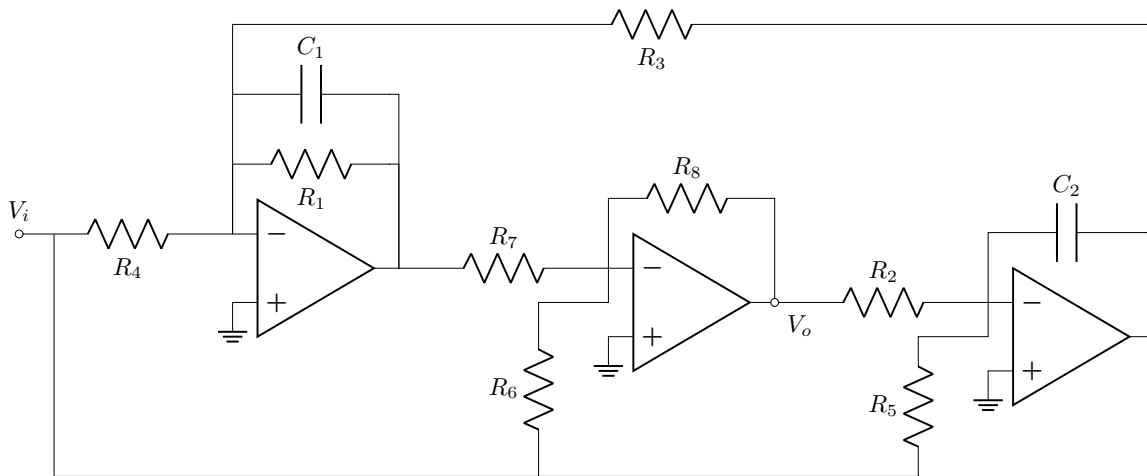 R₃
C₁
R₁
Vᵢ
R₄
−
+
R₇
R₈
−
+
R₆
Vₒ
R₂
C₂
−
+
R₅